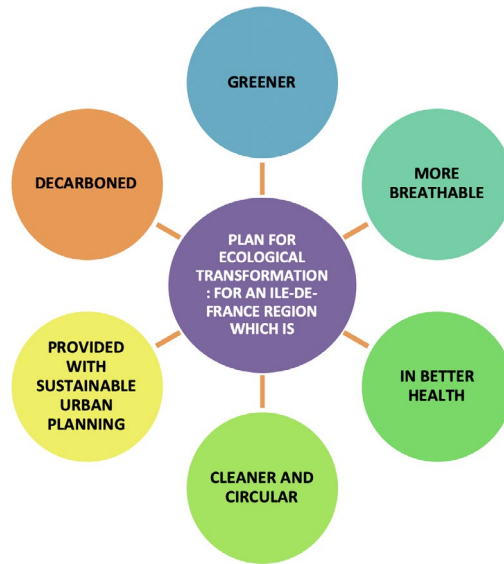 GREENER
MORE
BREATHABLE
IN BETTER
HEALTH
CLEANER AND
CIRCULAR
PROVIDED
WITH
SUSTAINABLE
URBAN
PLANNING
DECARBONED
PLAN FOR
ECOLOGICAL
TRANSFORMATION
: FOR AN ILE-DE-
FRANCE REGION
WHICH IS